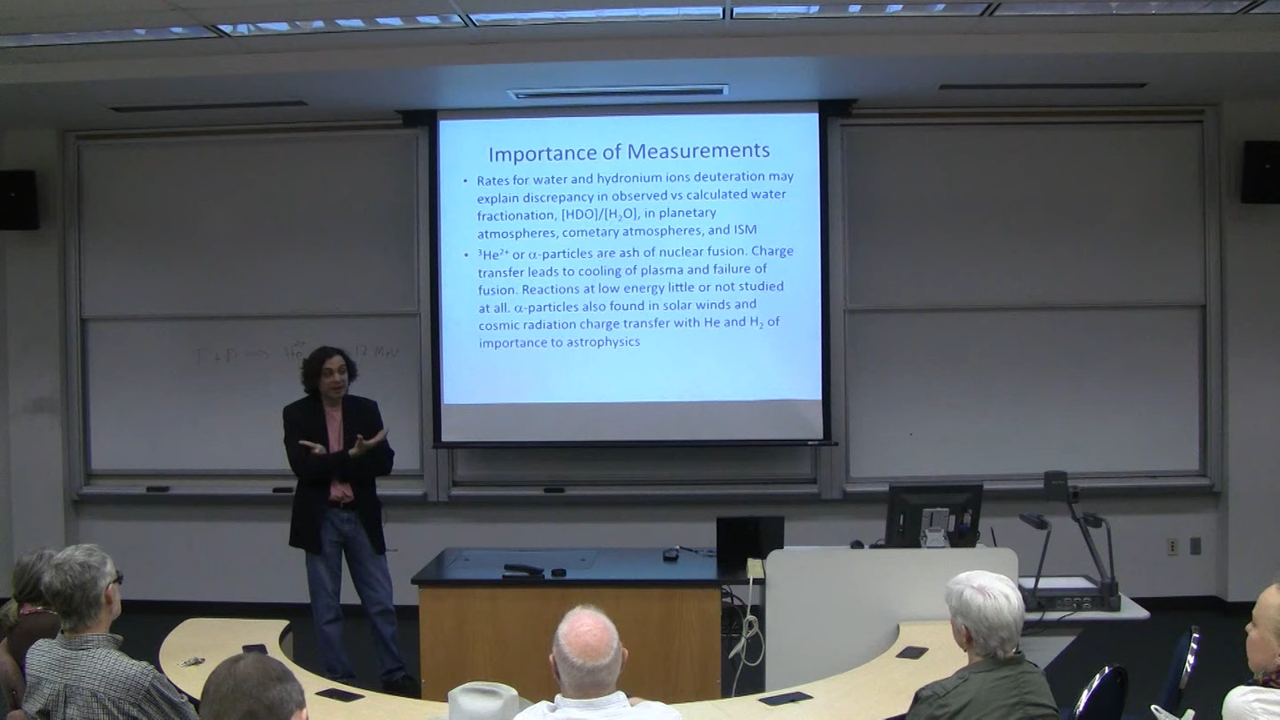 Importance of Measurements
• Rates for water and hydronium ions deuteration may
explain discrepancy in observed vs calculated water
fractionation, [HDO]/[H₂O], in planetary
atmospheres, cometary atmospheres, and ISM
• ³He²⁺ or α-particles are ash of nuclear fusion. Charge
transfer leads to cooling of plasma and failure of
fusion. Reactions at low energy little or not studied
at all. α-particles also found in solar winds and
cosmic radiation charge transfer with He and H₂ of
importance to astrophysics